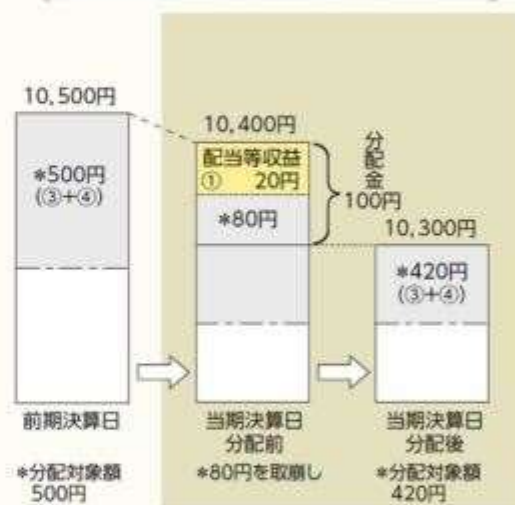 10,500円
*500円
(③+④)
前期決算日
*分配対象額
500円
10,400円
配当等収益
① 20円
*80円
分配金
100円
当期決算日
分配前
*80円を取崩し
10,300円
*420円
(③+④)
当期決算日
分配後
*分配対象額
420円